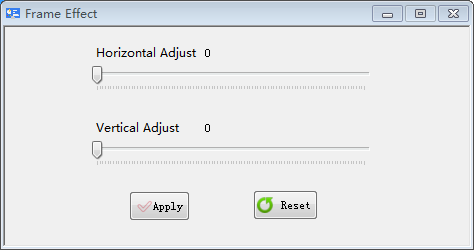 Frame Effect
Horizontal Adjust 0
Vertical Adjust 0
Apply Reset